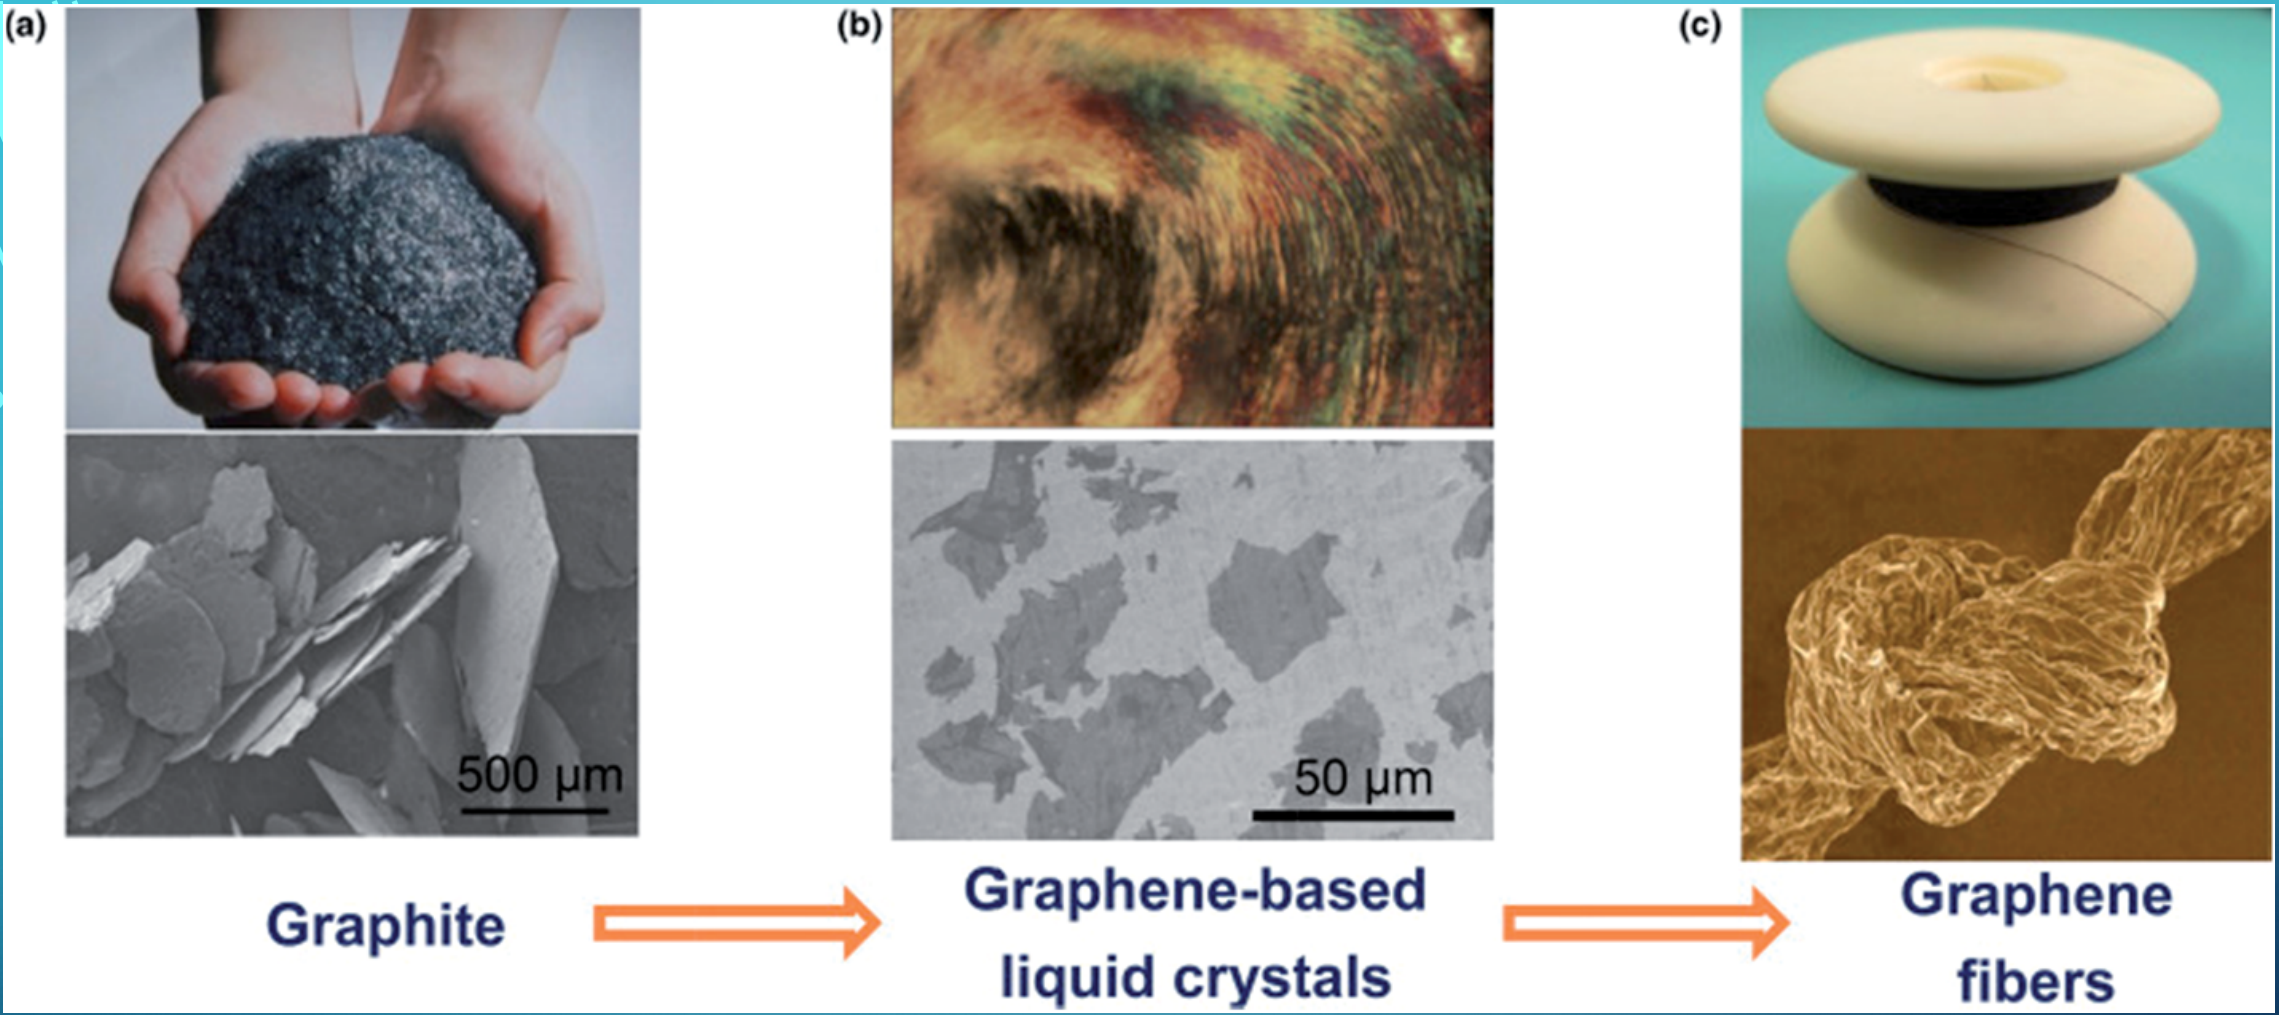 (a)
(b)
(c)
500 μm
50 μm
Graphite
Graphene-based
liquid crystals
Graphene
fibers